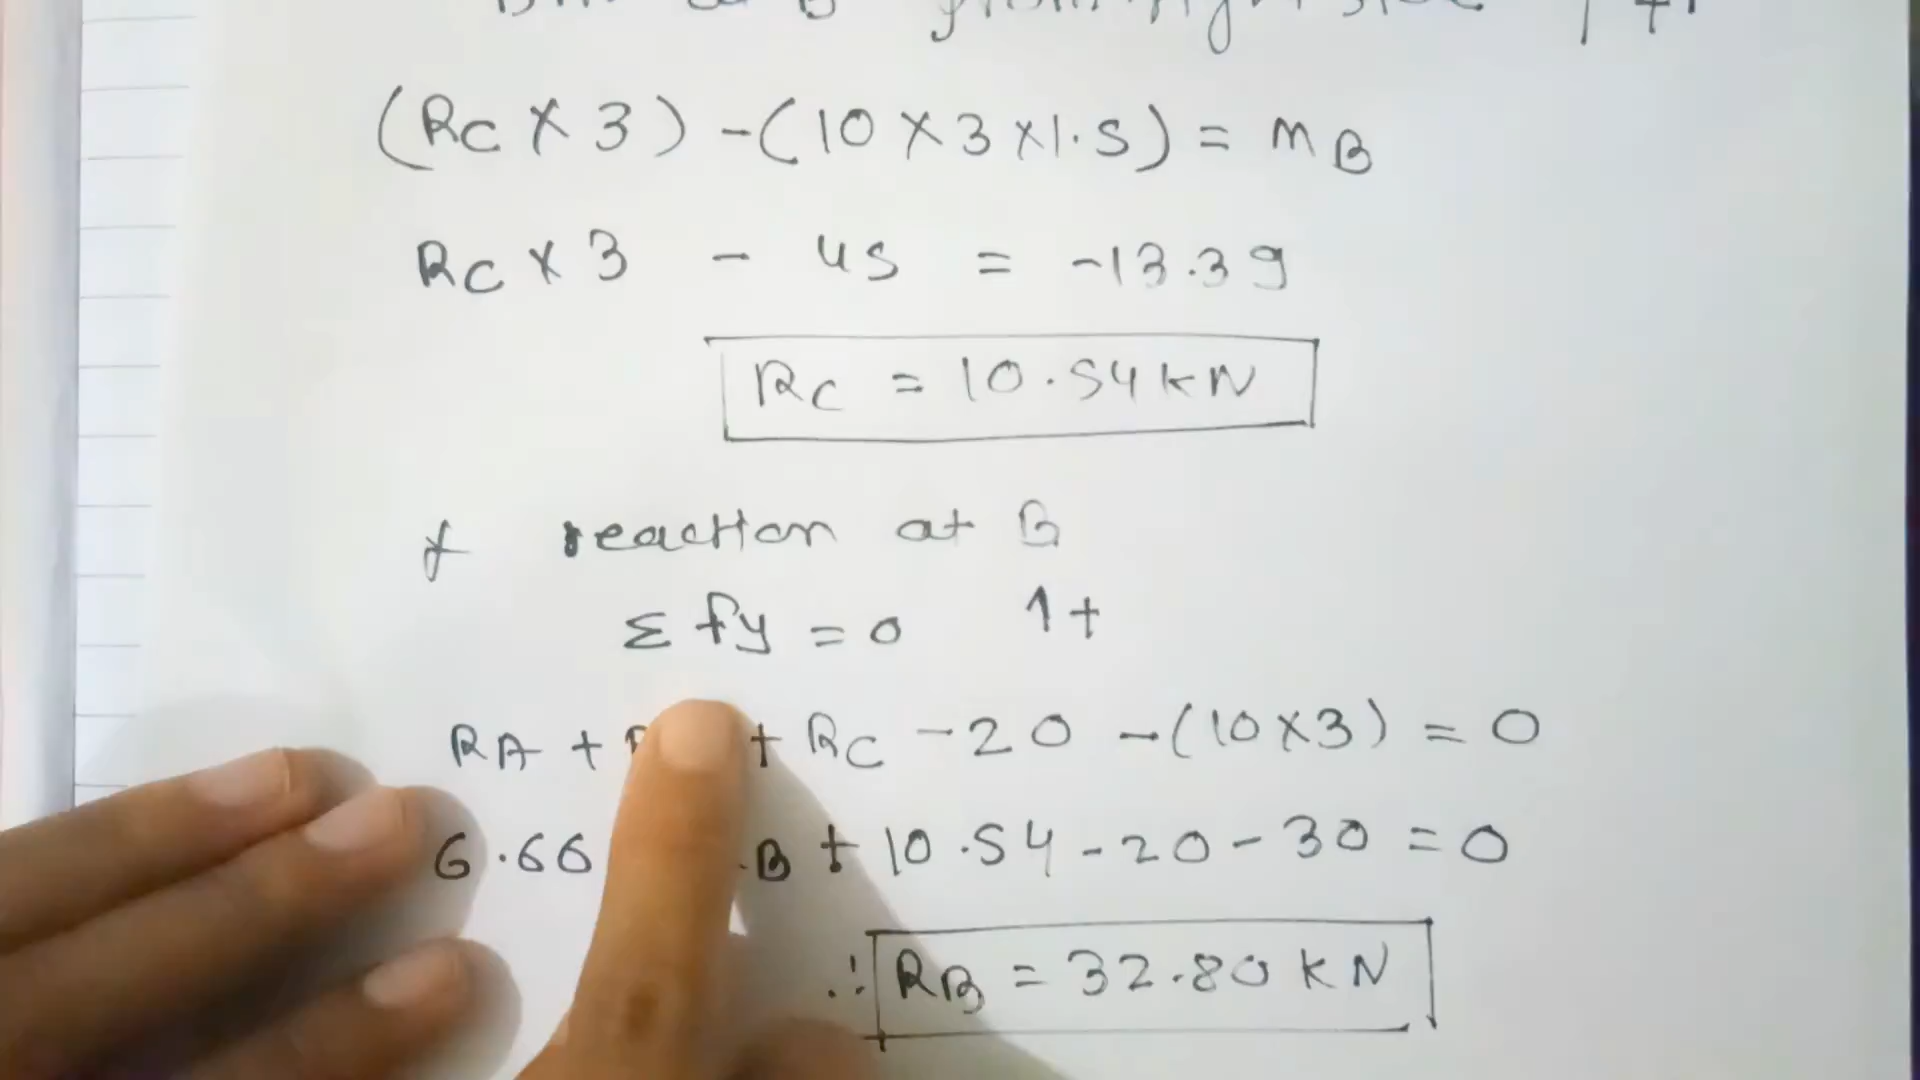 (RC × 3) - (10 × 3 × 1.5) = MB
RC × 3 - 45 = -13.39
RC = 10.54 KN
reaction at B
Σfy = 0 ↑+
RA + + RC - 20 - (10×3) = 0
6.66 B + 10.54 - 20 - 30 = 0
∴ RB = 32.80 KN